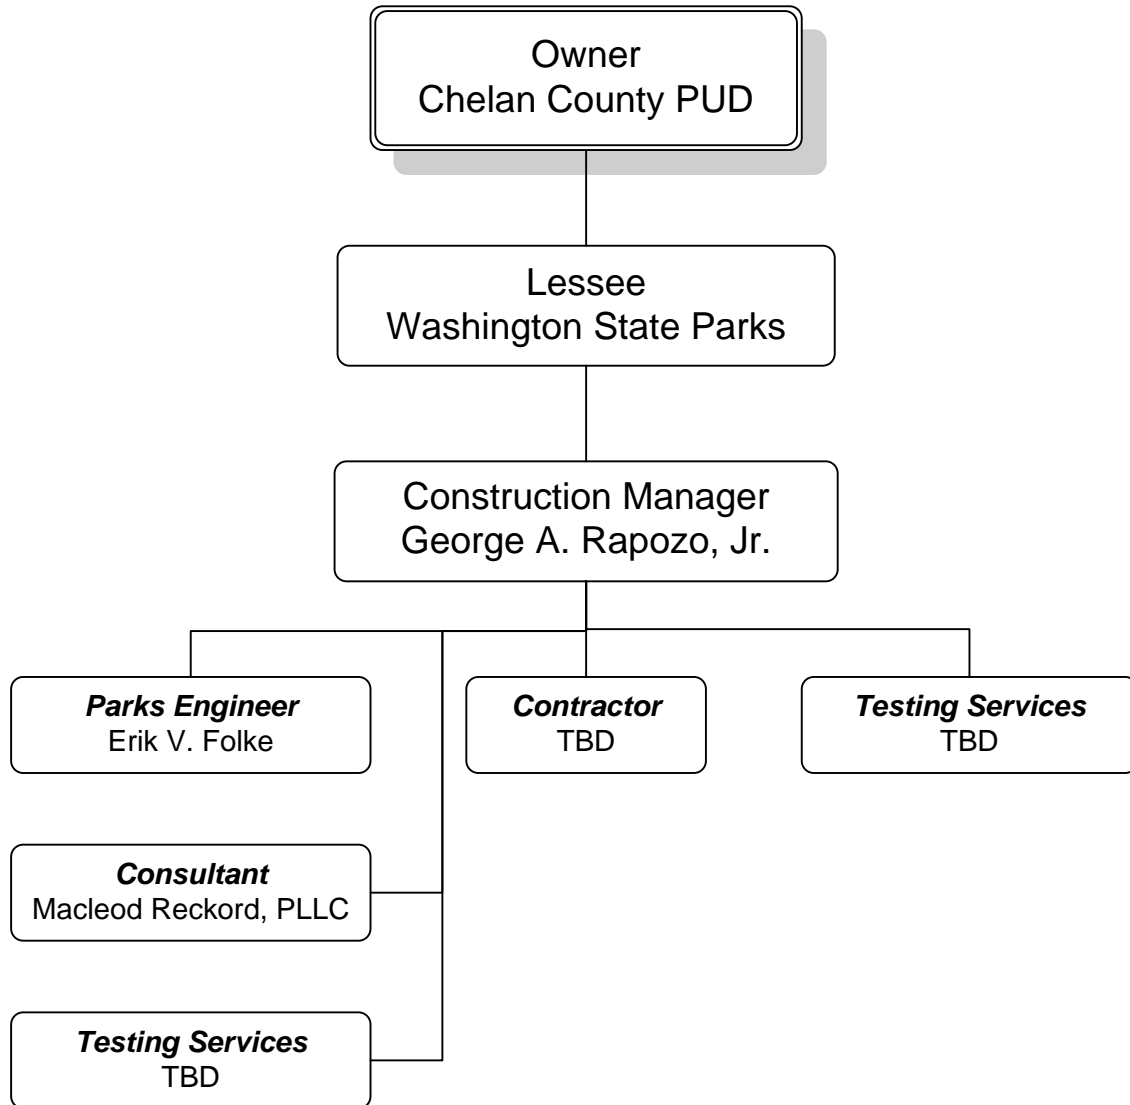 Owner
Chelan County PUD
Lessee
Washington State Parks
Construction Manager
George A. Rapozo, Jr.
Parks Engineer
Erik V. Folke
Contractor
TBD
Testing Services
TBD
Consultant
Macleod Reckord, PLLC
Testing Services
TBD